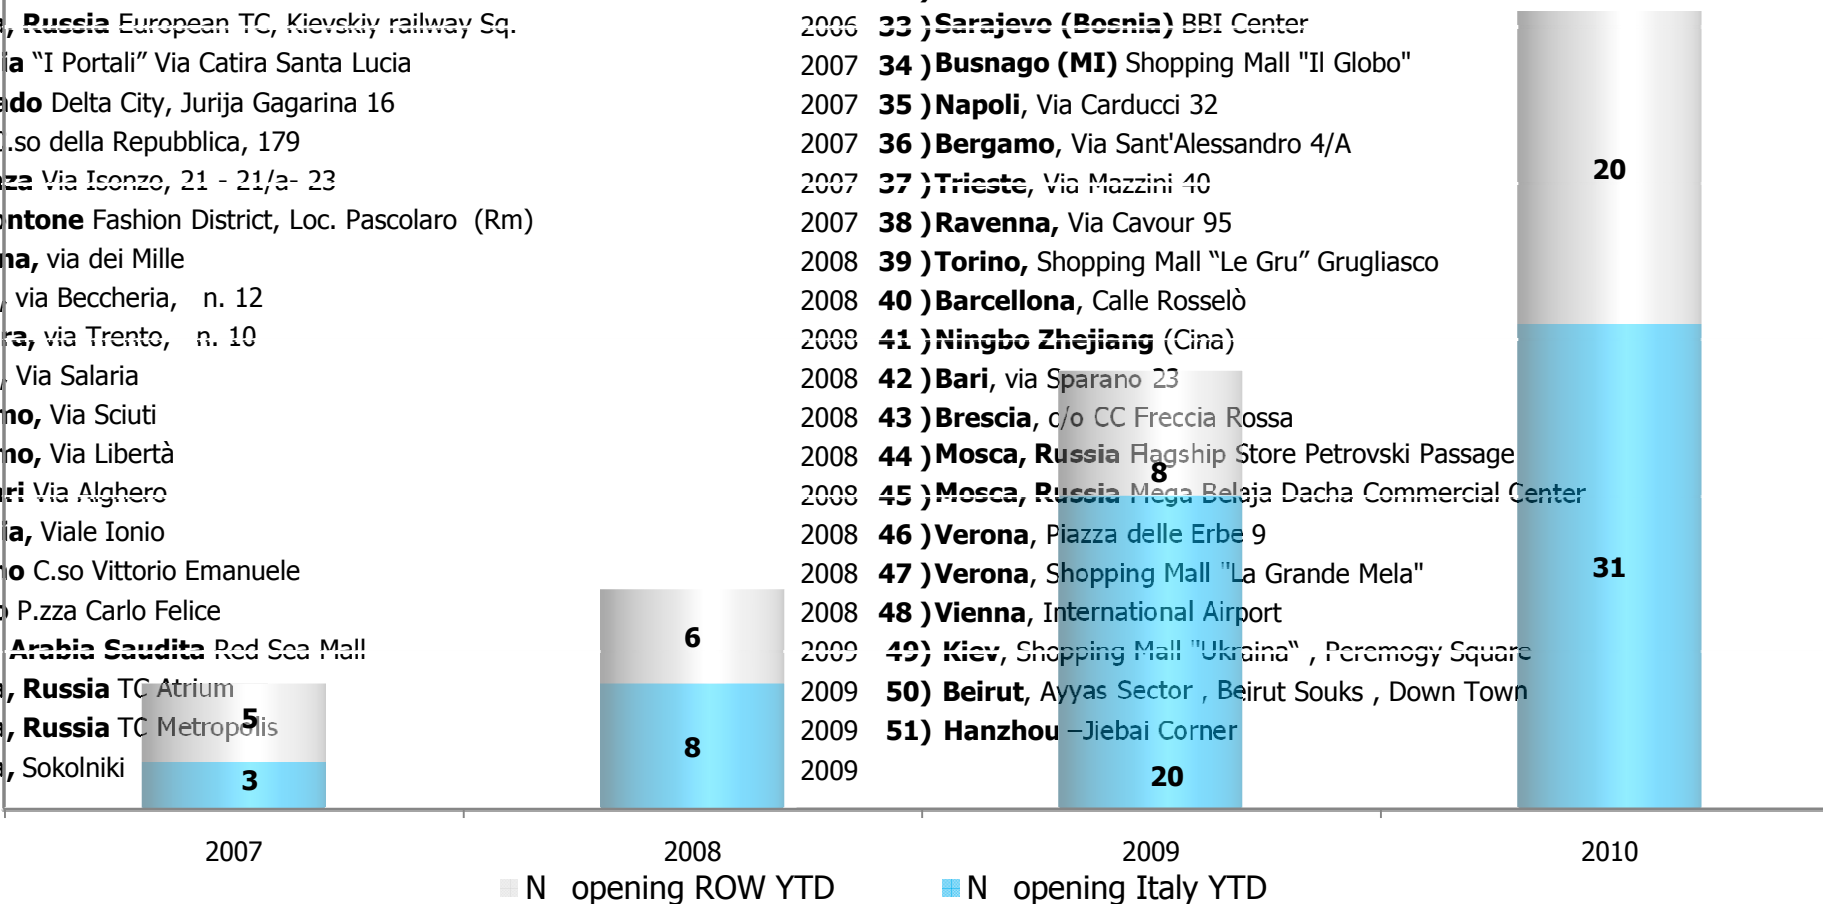 , Russia European TC, Kievskiy railway Sq.
ia “I Portali” Via Catira Santa Lucia
ado Delta City, Jurija Gagarina 16
.so della Repubblica, 179
za Via Isonzo, 21 - 21/a- 23
ontone Fashion District, Loc. Pascolaro (Rm)
na, via dei Mille
, via Beccheria, n. 12
ra, via Trento, n. 10
, Via Salaria
mo, Via Sciuti
mo, Via Libertà
ri Via Alghero
ia, Viale Ionio
no C.so Vittorio Emanuele
o P.zza Carlo Felice
Arabia Saudita Red Sea Mall
, Russia TC Atrium
, Russia TC Metropolis
, Sokolniki
2006 33 ) Sarajevo (Bosnia) BBI Center
2007 34 ) Busnago (MI) Shopping Mall "Il Globo"
2007 35 ) Napoli, Via Carducci 32
2007 36 ) Bergamo, Via Sant'Alessandro 4/A
2007 37 ) Trieste, Via Mazzini 40
2007 38 ) Ravenna, Via Cavour 95
2008 39 ) Torino, Shopping Mall “Le Gru” Grugliasco
2008 40 ) Barcellona, Calle Rosselò
2008 41 ) Ningbo Zhejiang (Cina)
2008 42 ) Bari, via Sparano 23
2008 43 ) Brescia, c/o CC Freccia Rossa
2008 44 ) Mosca, Russia Flagship Store Petrovski Passage
2008 45 ) Mosca, Russia Mega Belaja Dacha Commercial Center
2008 46 ) Verona, Piazza delle Erbe 9
2008 47 ) Verona, Shopping Mall "La Grande Mela"
2008 48 ) Vienna, International Airport
2009 49) Kiev, Shopping Mall "Ukraina“ , Peremogy Square
2009 50) Beirut, Ayyas Sector , Beirut Souks , Down Town
2009 51) Hanzhou –Jiebai Corner
2009
5
3
6
8
8
20
20
31
2007 2008 2009 2010
N opening ROW YTD N opening Italy YTD